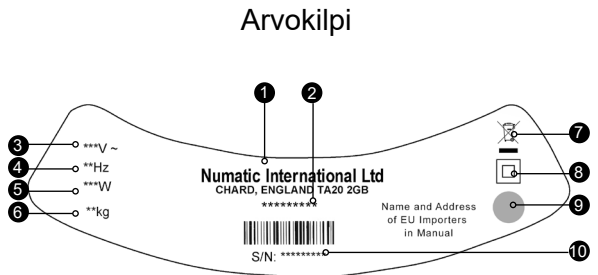 Arvokilpi
1 2
3 ***V ~
4 **Hz
5 ***W
6 **kg
Numatic International Ltd
CHARD, ENGLAND TA20 2GB
*********
S/N: *********
10
Name and Address
of EU Importers
in Manual
7
8
9